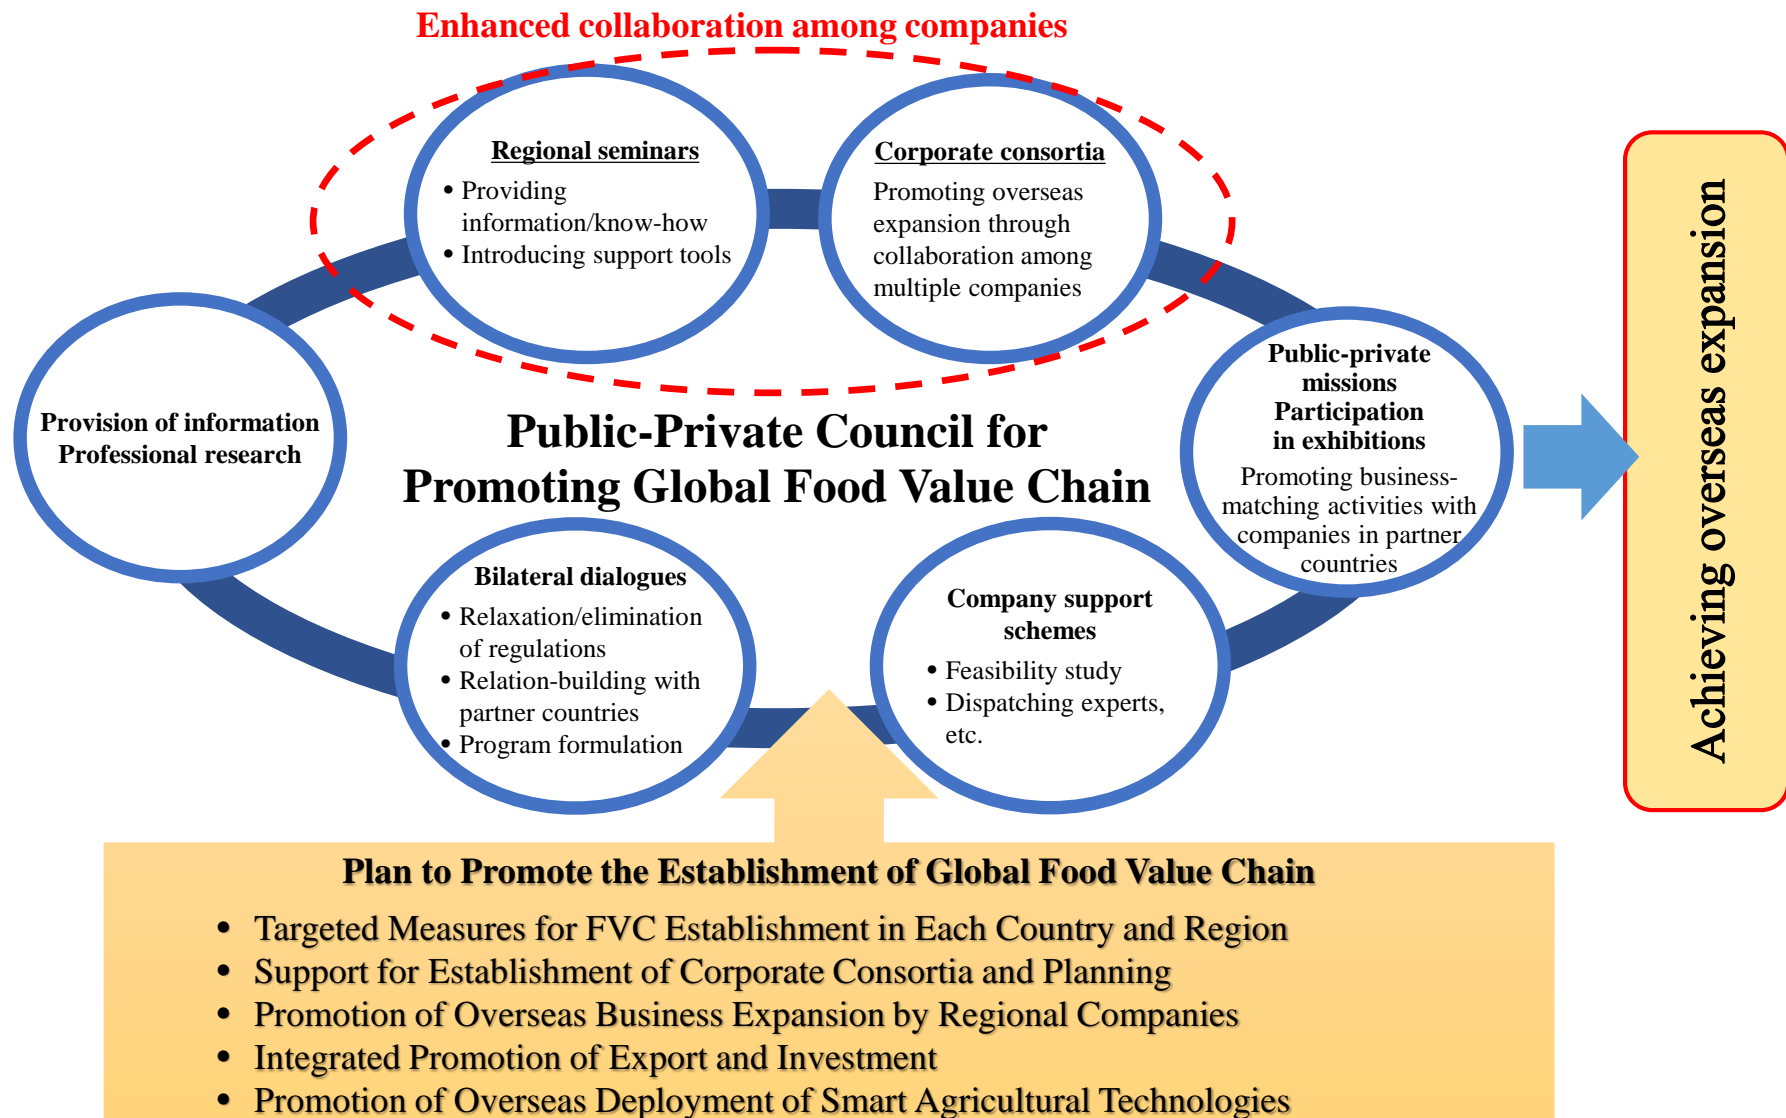 Enhanced collaboration among companies
Regional seminars
• Providing
information/know-how
• Introducing support tools
Corporate consortia
Promoting overseas
expansion through
collaboration among
multiple companies
Provision of information
Professional research
Public-Private Council for
Promoting Global Food Value Chain
Public-private
missions
Participation
in exhibitions
Promoting business-
matching activities with
companies in partner
countries
Achieving overseas expansion
Bilateral dialogues
• Relaxation/elimination
of regulations
• Relation-building with
partner countries
• Program formulation
Company support
schemes
• Feasibility study
• Dispatching experts,
etc.
Plan to Promote the Establishment of Global Food Value Chain
• Targeted Measures for FVC Establishment in Each Country and Region
• Support for Establishment of Corporate Consortia and Planning
• Promotion of Overseas Business Expansion by Regional Companies
• Integrated Promotion of Export and Investment
• Promotion of Overseas Deployment of Smart Agricultural Technologies